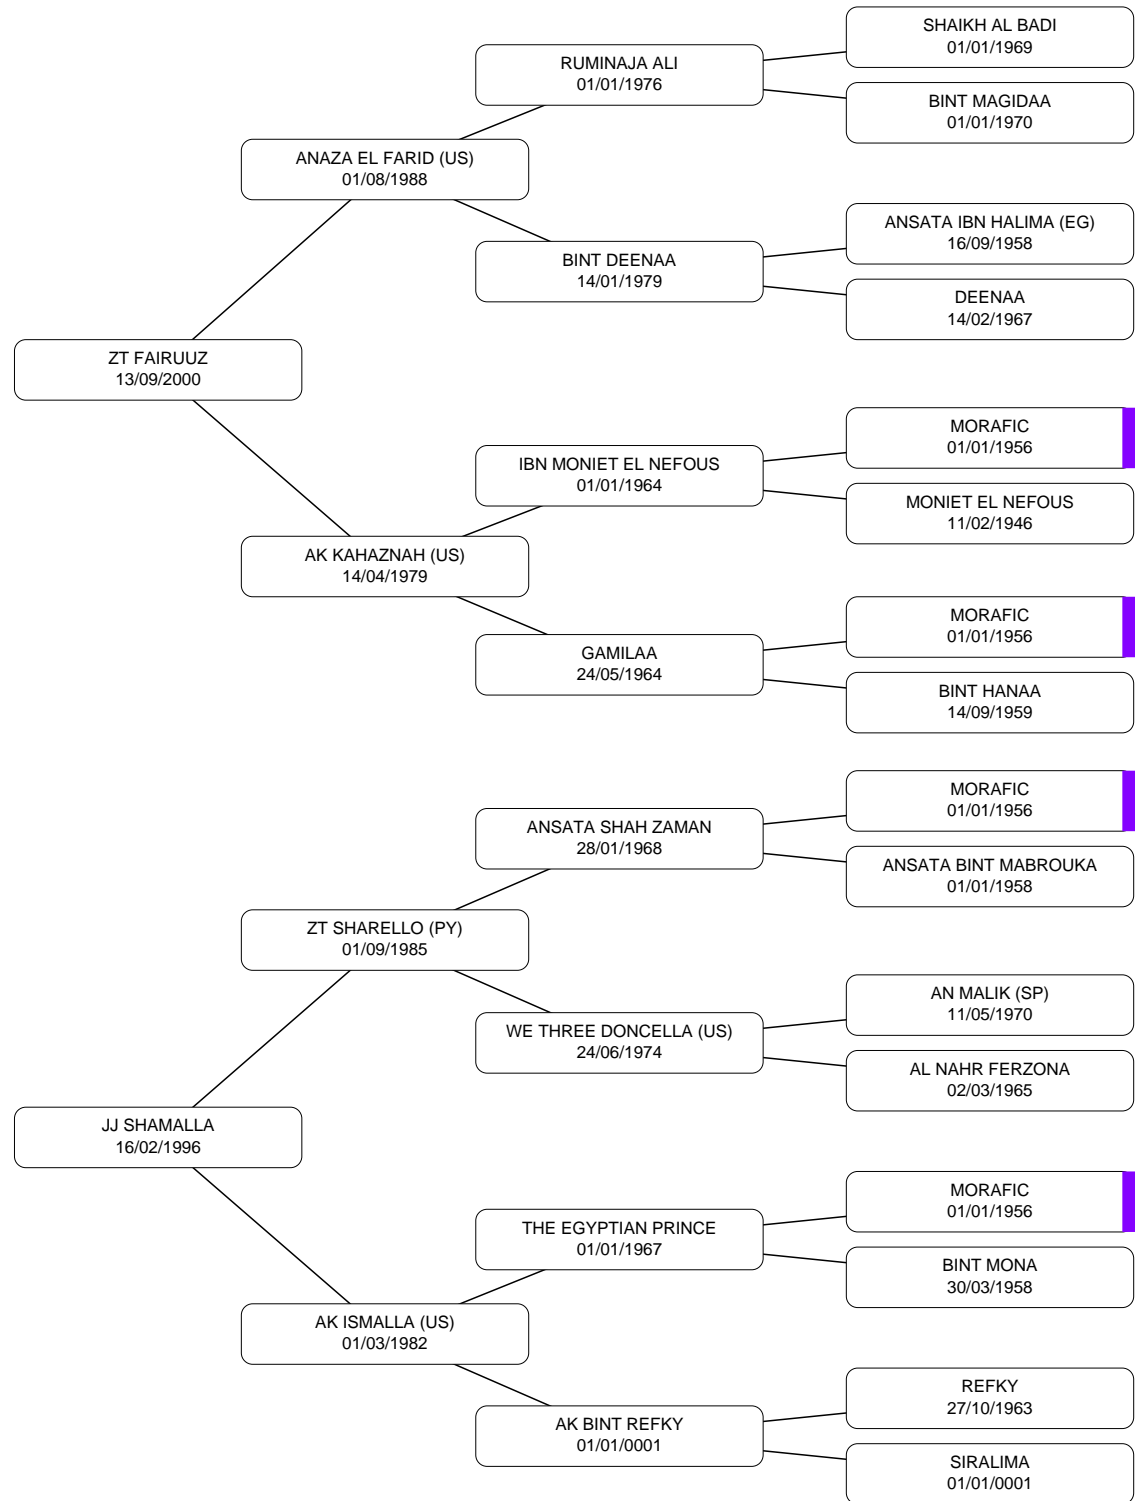 SHAIKH AL BADI
01/01/1969
RUMINAJA ALI
01/01/1976
BINT MAGIDAA
01/01/1970
ANAZA EL FARID (US)
01/08/1988
ANSATA IBN HALIMA (EG)
16/09/1958
BINT DEENAA
14/01/1979
DEENAA
14/02/1967
ZT FAIRUUZ
13/09/2000
MORAFIC
01/01/1956
IBN MONIET EL NEFOUS
01/01/1964
MONIET EL NEFOUS
11/02/1946
AK KAHAZNAH (US)
14/04/1979
MORAFIC
01/01/1956
GAMILAA
24/05/1964
BINT HANAA
14/09/1959
MORAFIC
01/01/1956
ANSATA SHAH ZAMAN
28/01/1968
ANSATA BINT MABROUKA
01/01/1958
ZT SHARELLO (PY)
01/09/1985
AN MALIK (SP)
11/05/1970
WE THREE DONCELLA (US)
24/06/1974
AL NAHR FERZONA
02/03/1965
JJ SHAMALLA
16/02/1996
MORAFIC
01/01/1956
THE EGYPTIAN PRINCE
01/01/1967
BINT MONA
30/03/1958
AK ISMALLA (US)
01/03/1982
REFKY
27/10/1963
AK BINT REFKY
01/01/0001
SIRALIMA
01/01/0001